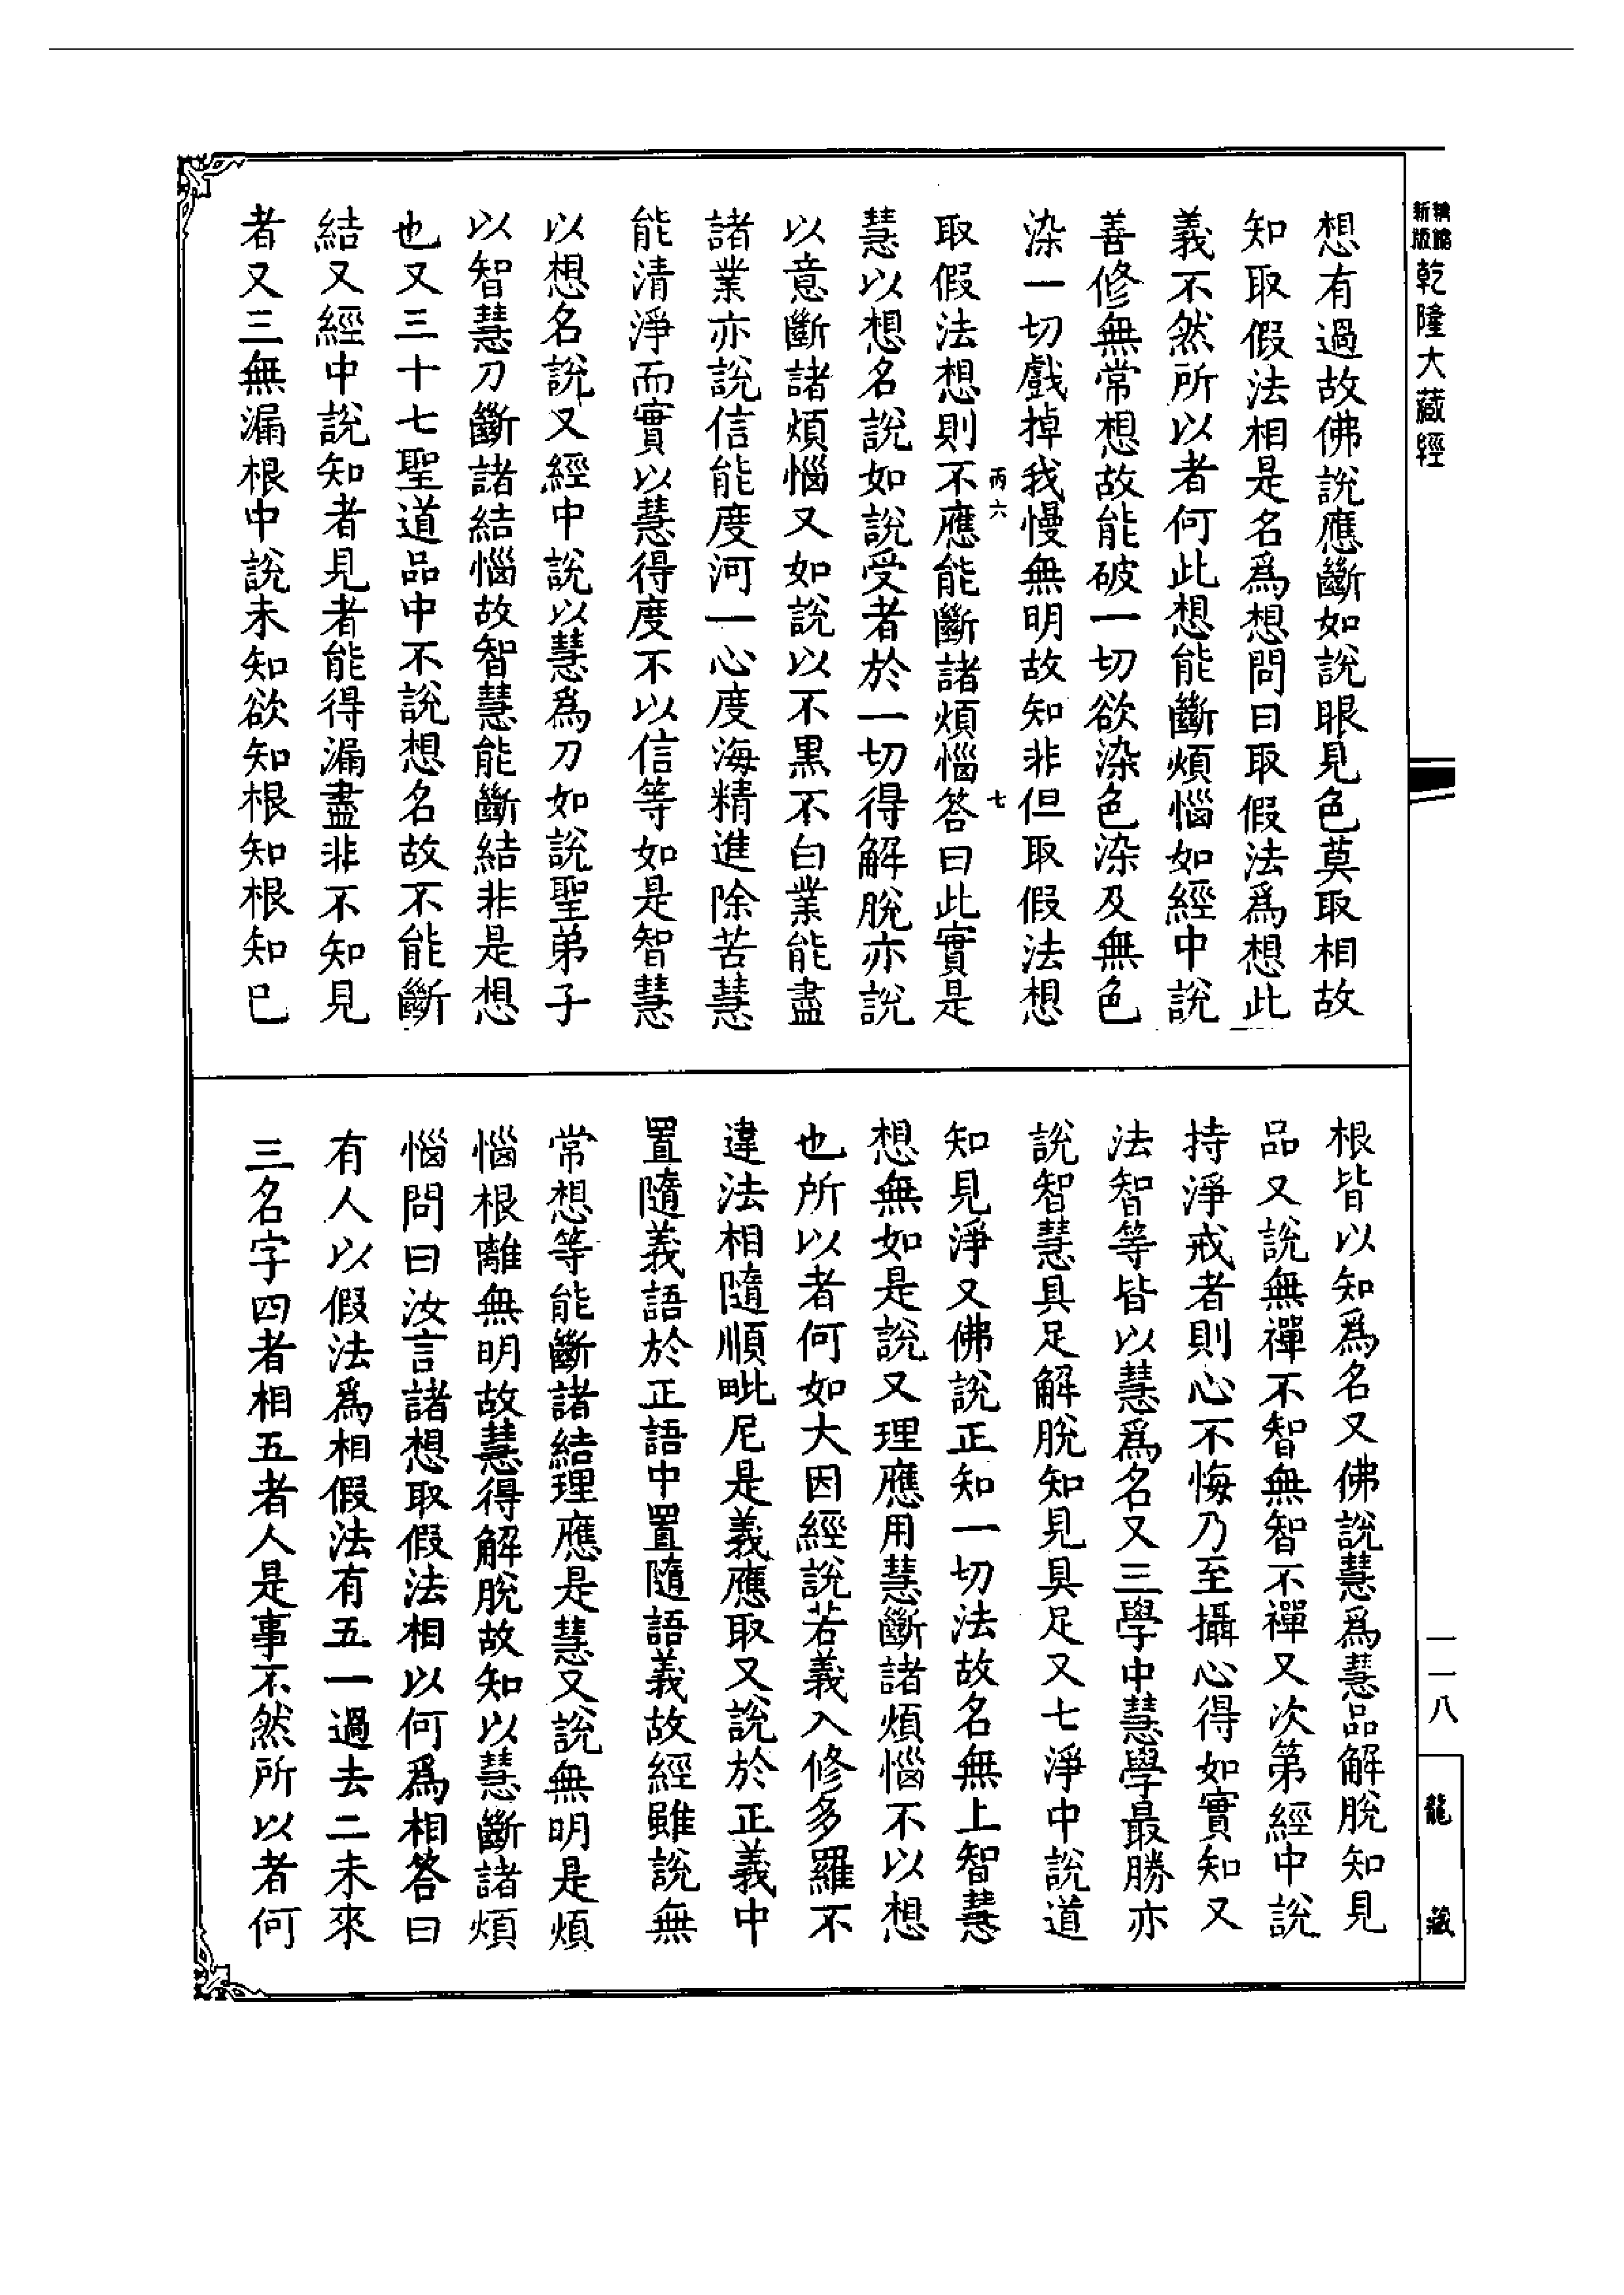 新編縮版
乾隆大藏經
想有過故佛說應斷如說眼見色莫取相故
知取假法相是名爲想問曰取假法爲想此
義不然所以者何此想能斷煩惱如經中說
善修無常想故能破一切欲染色染及無色
染一切戲掉我慢無明故知非但取假法想
丙六 七
取假法想則不應能斷諸煩惱答曰此實是
慧以想名說如說受者於一切得解脫亦說
以意斷諸煩惱又如說以不黑不白業能盡
諸業亦說信能度河一心度海精進除苦慧
能清淨而實以慧得度不以信等如是智慧
以想名說又經中說以慧爲刀如說聖弟子
以智慧刀斷諸結惱故智慧能斷結非是想
也又三十七聖道品中不說想名故不能斷
結又經中說知者見者能得漏盡非不知見
者又三無漏根中說未知欲知根知根知已
根皆以知爲名又佛說慧爲慧品解脫知見
品又說無禪不智無智不禪又次第經中說
持淨戒者則心不悔乃至攝心得如實知又
法智等皆以慧爲名又三學中慧學最勝亦
說智慧具足解脫知見具足又七淨中說道
知見淨又佛說正知一切法故名無上智慧
想無如是說又理應用慧斷諸煩惱不以想
也所以者何如大因經說若義入修多羅不
違法相隨順毗尼是義應取又說於正義中
置隨義語於正語中置隨語義故經雖說無
常想等能斷諸結理應是慧又說無明是煩
惱根離無明故慧得解脫故知以慧斷諸煩
惱問曰汝言諸想取假法相以何爲相答曰
有人以假法爲相假法有五一過去二未來
三名字四者相五者人是事不然所以者何
一一八
龍藏